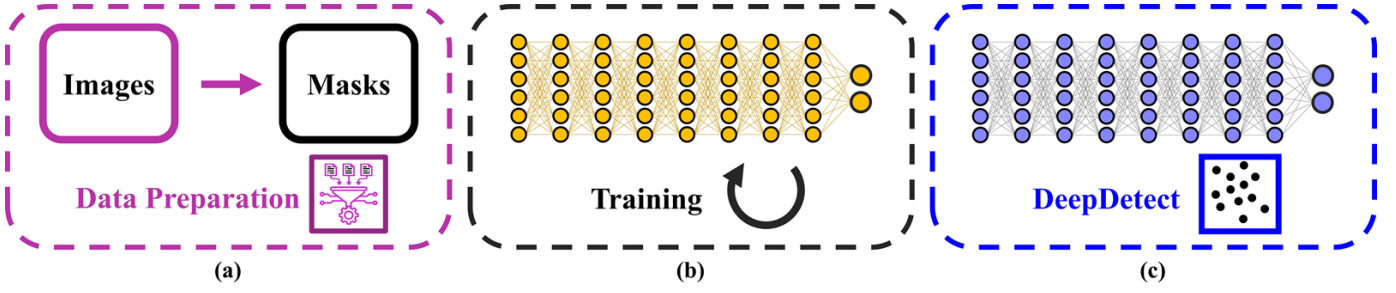 Images
Masks
Data Preparation
Training
DeepDetect
(a)
(b)
(c)